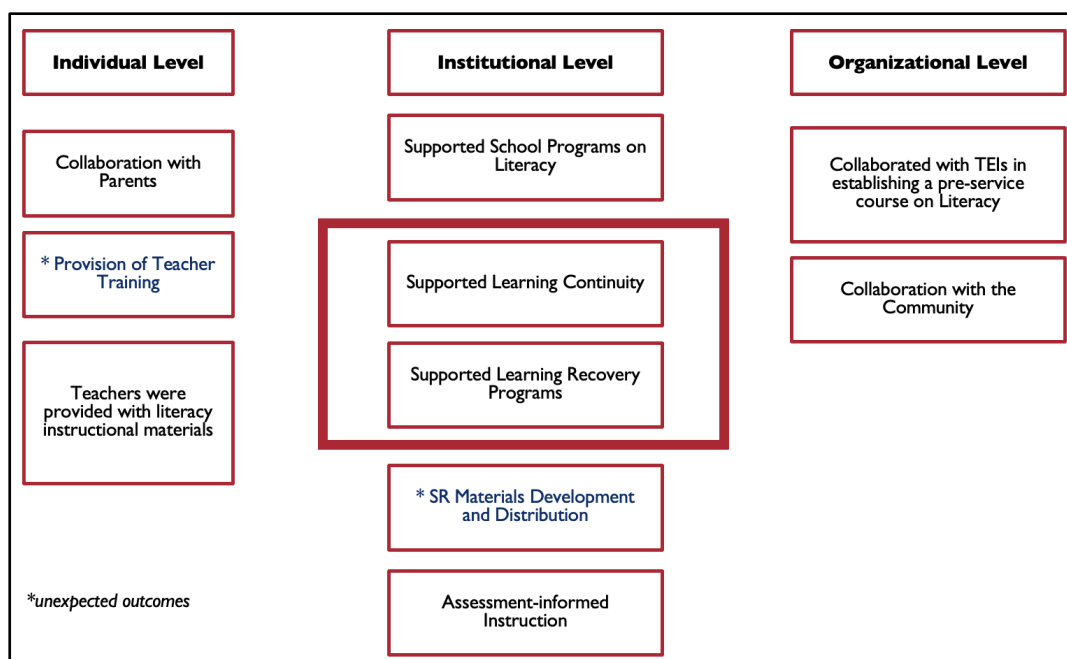 Individual Level
Collaboration with
Parents
* Provision of Teacher
Training
Teachers were
provided with literacy
instructional materials
*unexpected outcomes
Institutional Level
Supported School Programs on
Literacy
Supported Learning Continuity
Supported Learning Recovery
Programs
* SR Materials Development
and Distribution
Assessment-informed
Instruction
Organizational Level
Collaborated with TEIs in
establishing a pre-service
course on Literacy
Collaboration with the
Community